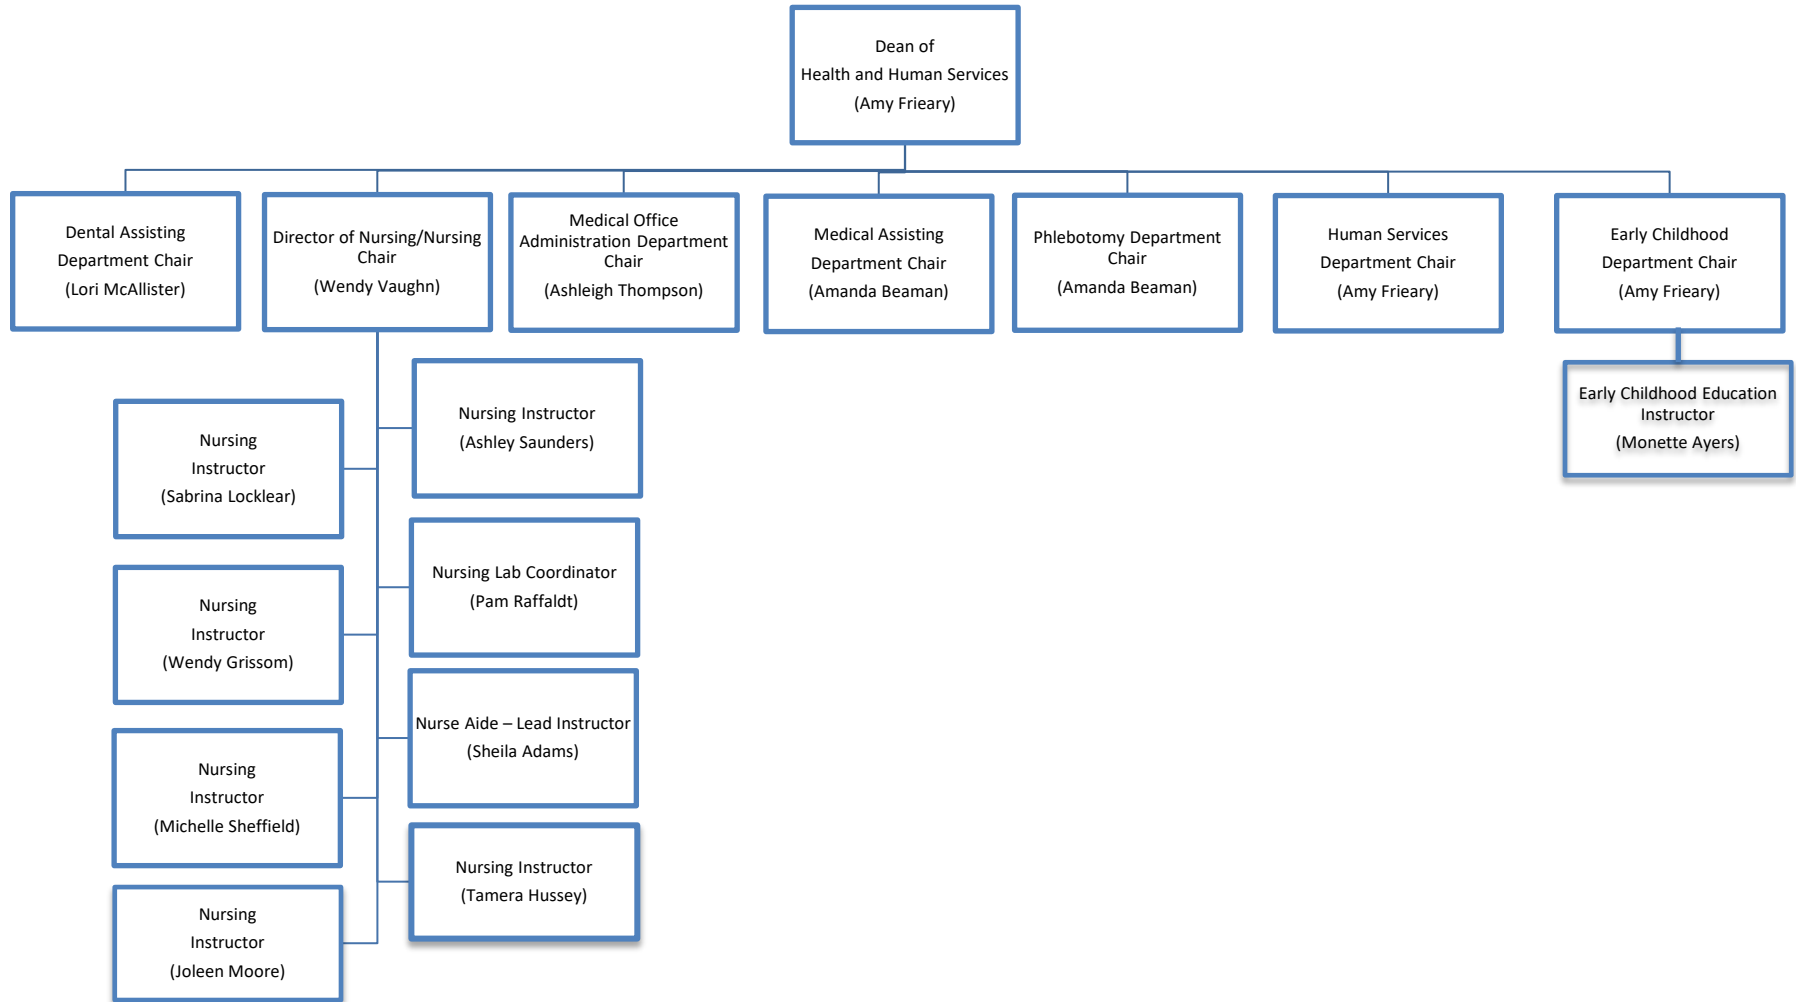 Dean of
Health and Human Services
(Amy Frieary)
Dental Assisting
Department Chair
(Lori McAllister)
Director of Nursing/Nursing
Chair
(Wendy Vaughn)
Medical Office
Administration Department
Chair
(Ashleigh Thompson)
Medical Assisting
Department Chair
(Amanda Beaman)
Phlebotomy Department
Chair
(Amanda Beaman)
Human Services
Department Chair
(Amy Frieary)
Early Childhood
Department Chair
(Amy Frieary)
Early Childhood Education
Instructor
(Monette Ayers)
Nursing Instructor
(Ashley Saunders)
Nursing
Instructor
(Sabrina Locklear)
Nursing Lab Coordinator
(Pam Raffaldt)
Nursing
Instructor
(Wendy Grissom)
Nurse Aide – Lead Instructor
(Sheila Adams)
Nursing
Instructor
(Michelle Sheffield)
Nursing Instructor
(Tamera Hussey)
Nursing
Instructor
(Joleen Moore)